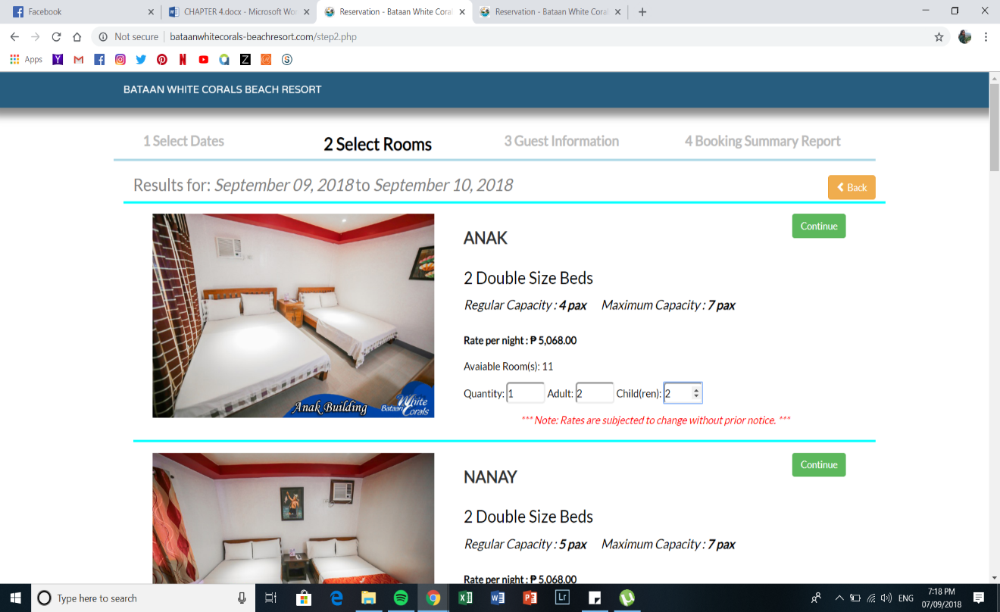 Facebook
CHAPTER 4.docx - Microsoft Wor
Reservation - Bataan White Coral
Reservation - Bataan White Coral
Not secure
bataanwhitecorals-beachresort.com/step2.php
Apps
BATAAN WHITE CORALS BEACH RESORT
1 Select Dates
2 Select Rooms
3 Guest Information
4 Booking Summary Report
Results for: September 09, 2018 to September 10, 2018
Back
ANAK
Continue
2 Double Size Beds
Regular Capacity : 4 pax Maximum Capacity : 7 pax
Rate per night : ₱ 5,068.00
Avaiable Room(s): 11
Quantity: 1 Adult: 2 Child(ren): 2
Anak Building
Bataan White Corals
*** Note: Rates are subjected to change without prior notice. ***
NANAY
Continue
2 Double Size Beds
Regular Capacity : 5 pax Maximum Capacity : 7 pax
Rate per night : ₱ 5,068.00
Type here to search
Lr
ENG
7:18 PM
07/09/2018